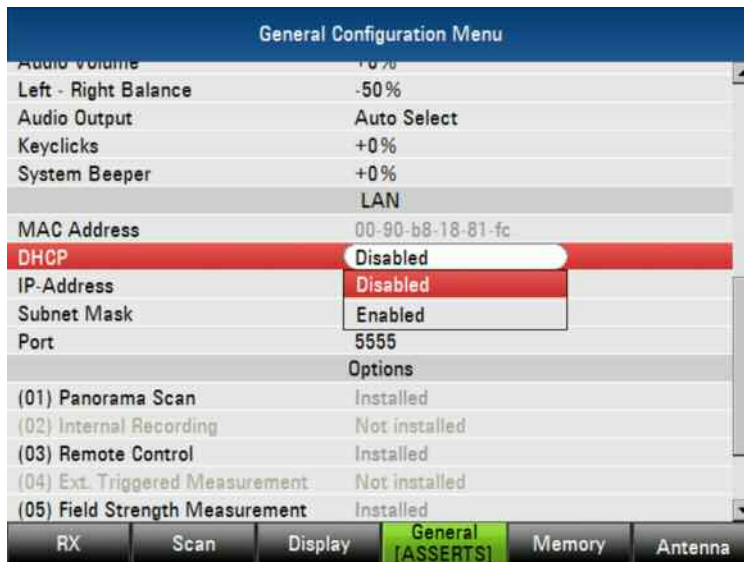 General Configuration Menu
Audio Volume +0%
Left - Right Balance -50%
Audio Output Auto Select
Keyclicks +0%
System Beeper +0%
LAN
MAC Address 00-90-b8-18-81-fc
DHCP Disabled
IP-Address Disabled
Subnet Mask Enabled
Port 5555
Options
(01) Panorama Scan Installed
(02) Internal Recording Not installed
(03) Remote Control Installed
(04) Ext. Triggered Measurement Not installed
(05) Field Strength Measurement Installed
RX Scan Display General [ASSERTS] Memory Antenna